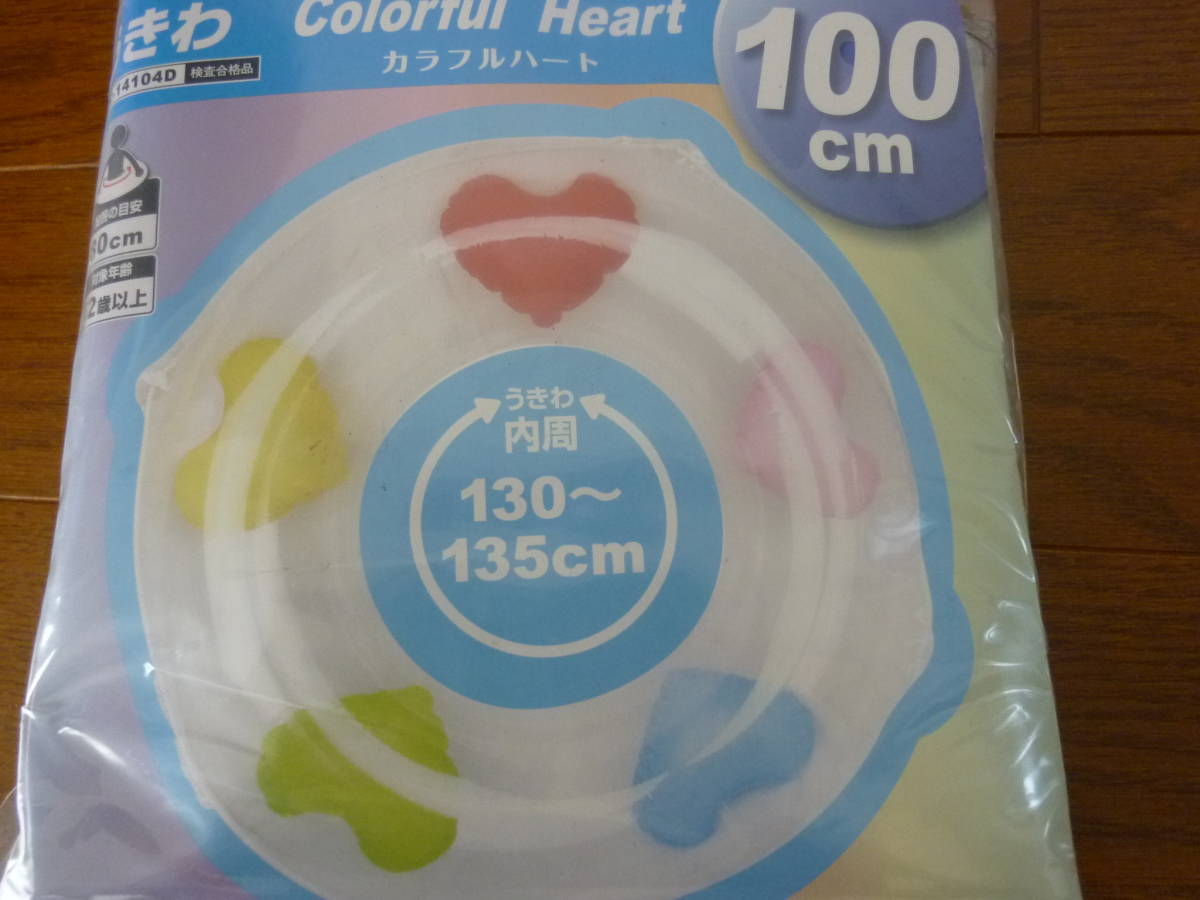 きわ
Colorful Heart
カラフルハート
100
cm
14104D 検査合格品
の目安
0cm
対象年齢
2歳以上
うきわ
内周
130〜
135cm